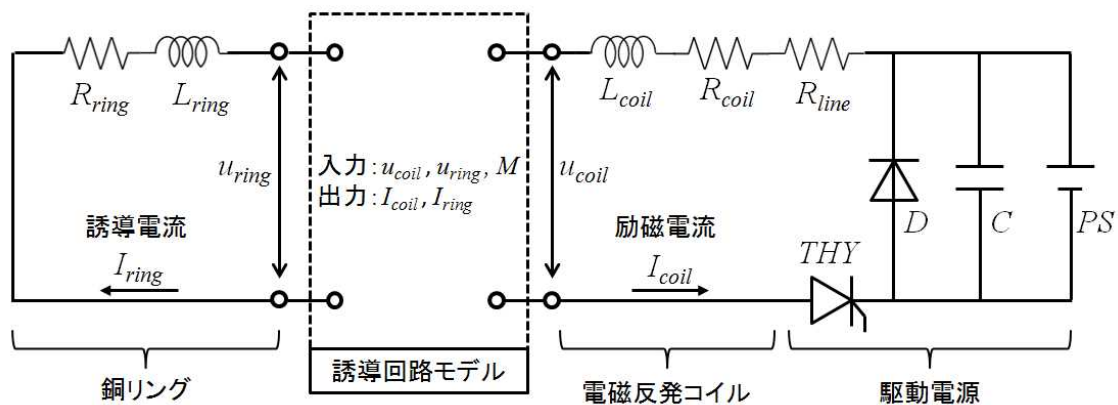 R_ring
L_ring
u_ring
誘導電流
I_ring
銅リング
入力：u_coil, u_ring, M
出力：I_coil, I_ring
誘導回路モデル
u_coil
L_coil
R_coil
R_line
励磁電流
I_coil
電磁反発コイル
THY
D
C
PS
駆動電源